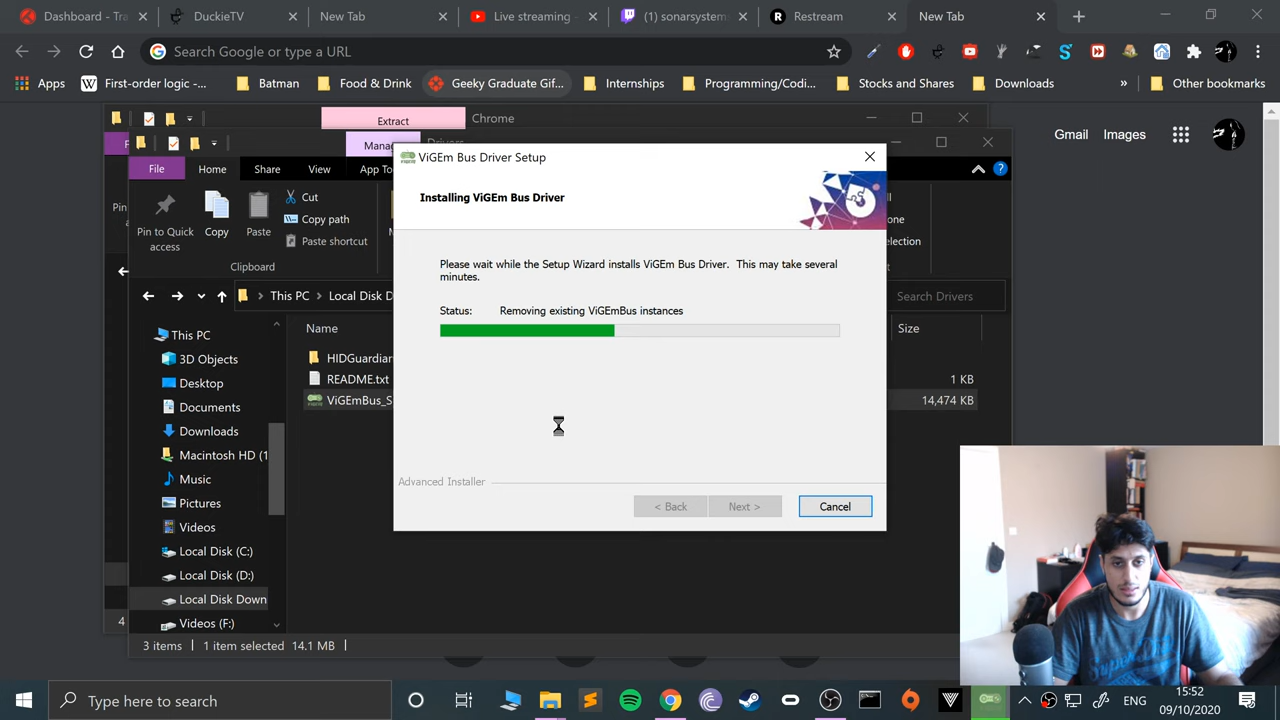 Dashboard - Tra
DuckieTV
New Tab
Live streaming -
(1) sonarsystem
Restream
New Tab
Search Google or type a URL
Apps
First-order logic -...
Batman
Food & Drink
Geeky Graduate Gif...
Internships
Programming/Codi...
Stocks and Shares
Downloads
»
Other bookmarks
Gmail
Images
Extract
Chrome
Mana
Drivers
File
Home
Share
View
App To
Pin to Quick
access
Copy
Paste
Cut
Copy path
Paste shortcut
Clipboard
This PC
Local Disk D
Search Drivers
Name
Size
HIDGuardian
README.txt
1 KB
ViGEmBus_S
14,474 KB
This PC
3D Objects
Desktop
Documents
Downloads
Macintosh HD (1
Music
Pictures
Videos
Local Disk (C:)
Local Disk (D:)
Local Disk Down
Videos (F:)
ViGEm Bus Driver Setup
Installing ViGEm Bus Driver
Please wait while the Setup Wizard installs ViGEm Bus Driver. This may take several
minutes.
Status:
Removing existing ViGEmBus instances
Advanced Installer
< Back
Next >
Cancel
3 items
1 item selected
14.1 MB
Type here to search
ENG
15:52
09/10/2020